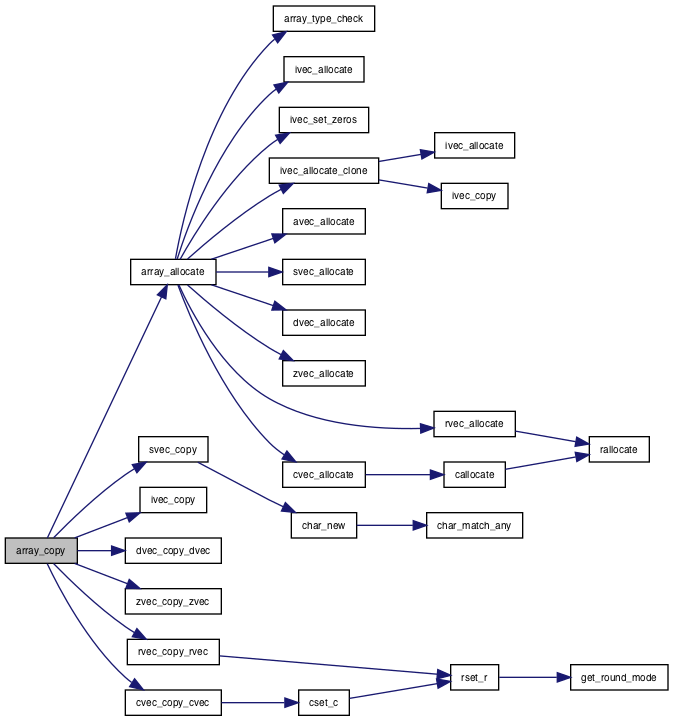 array_type_check
ivec_allocate
ivec_set_zeros
ivec_allocate
ivec_allocate_clone
ivec_copy
avec_allocate
array_allocate
svec_allocate
dvec_allocate
zvec_allocate
rvec_allocate
svec_copy
rallocate
cvec_allocate
callocate
ivec_copy
char_new
char_match_any
array_copy
dvec_copy_dvec
zvec_copy_zvec
rvec_copy_rvec
rset_r
get_round_mode
cvec_copy_cvec
cset_c